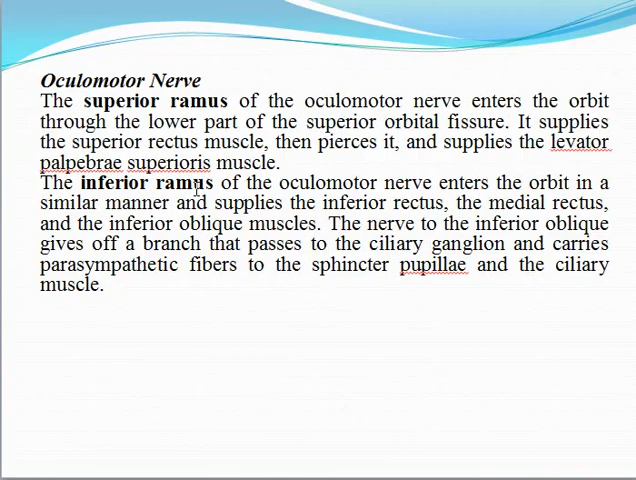 Oculomotor Nerve
The superior ramus of the oculomotor nerve enters the orbit
through the lower part of the superior orbital fissure. It supplies
the superior rectus muscle, then pierces it, and supplies the levator
palpebrae superioris muscle.
The inferior ramus of the oculomotor nerve enters the orbit in a
similar manner and supplies the inferior rectus, the medial rectus,
and the inferior oblique muscles. The nerve to the inferior oblique
gives off a branch that passes to the ciliary ganglion and carries
parasympathetic fibers to the sphincter pupillae and the ciliary
muscle.